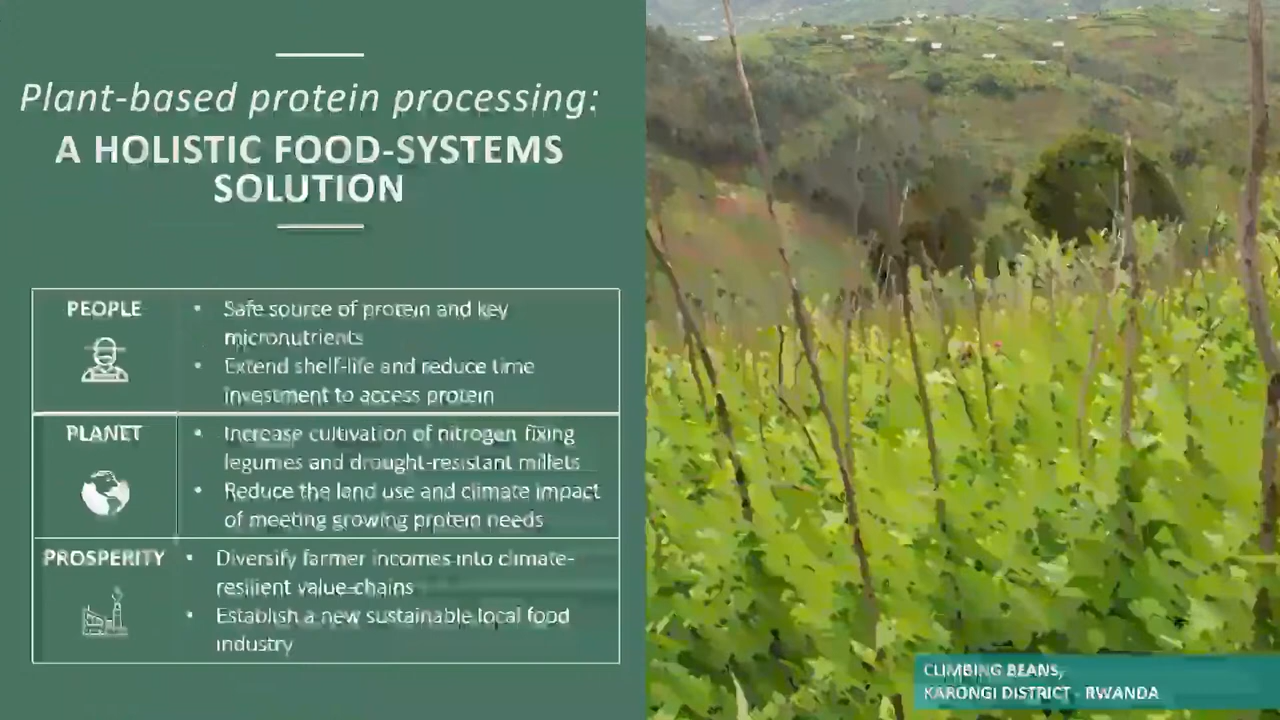 Plant-based protein processing:
A HOLISTIC FOOD-SYSTEMS
SOLUTION
PEOPLE
• Safe source of protein and key
micronutrients
• Extend shelf-life and reduce time
investment to access protein
PLANET
• Increase cultivation of nitrogen fixing
legumes and drought-resistant millets
• Reduce the land use and climate impact
of meeting growing protein needs
PROSPERITY
• Diversify farmer incomes into climate-
resilient value-chains
• Establish a new sustainable local food
industry
CLIMBING BEANS,
KARONGI DISTRICT - RWANDA